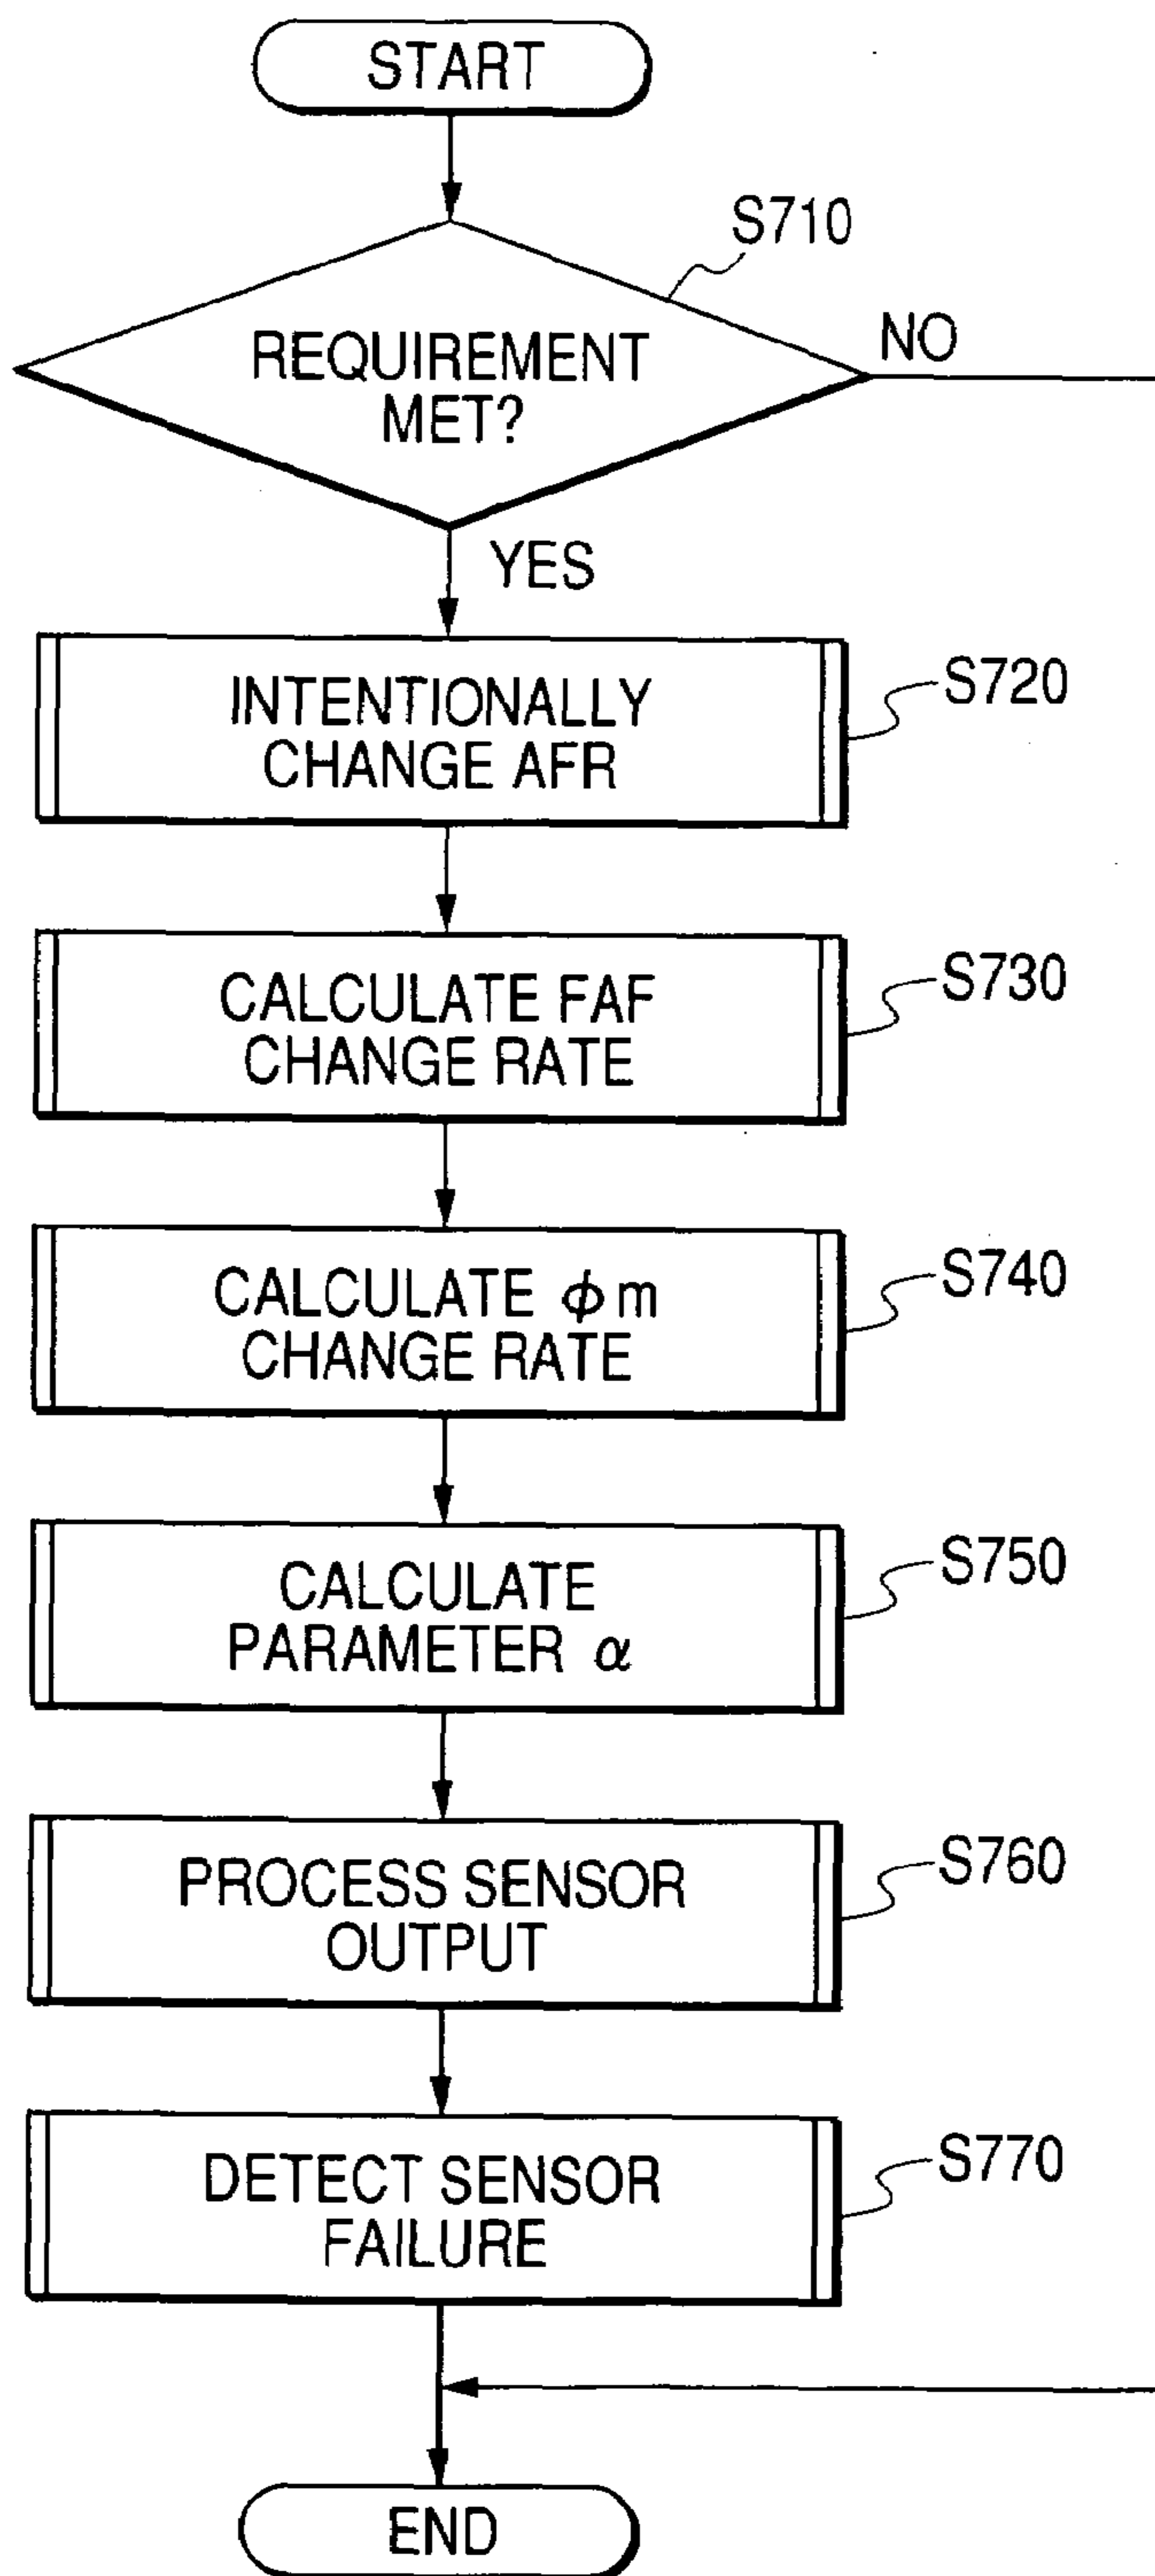 START
S710
REQUIREMENT
MET?
NO
YES
INTENTIONALLY
CHANGE AFR
S720
CALCULATE FAF
CHANGE RATE
S730
CALCULATE ϕm
CHANGE RATE
S740
CALCULATE
PARAMETER α
S750
PROCESS SENSOR
OUTPUT
S760
DETECT SENSOR
FAILURE
S770
END